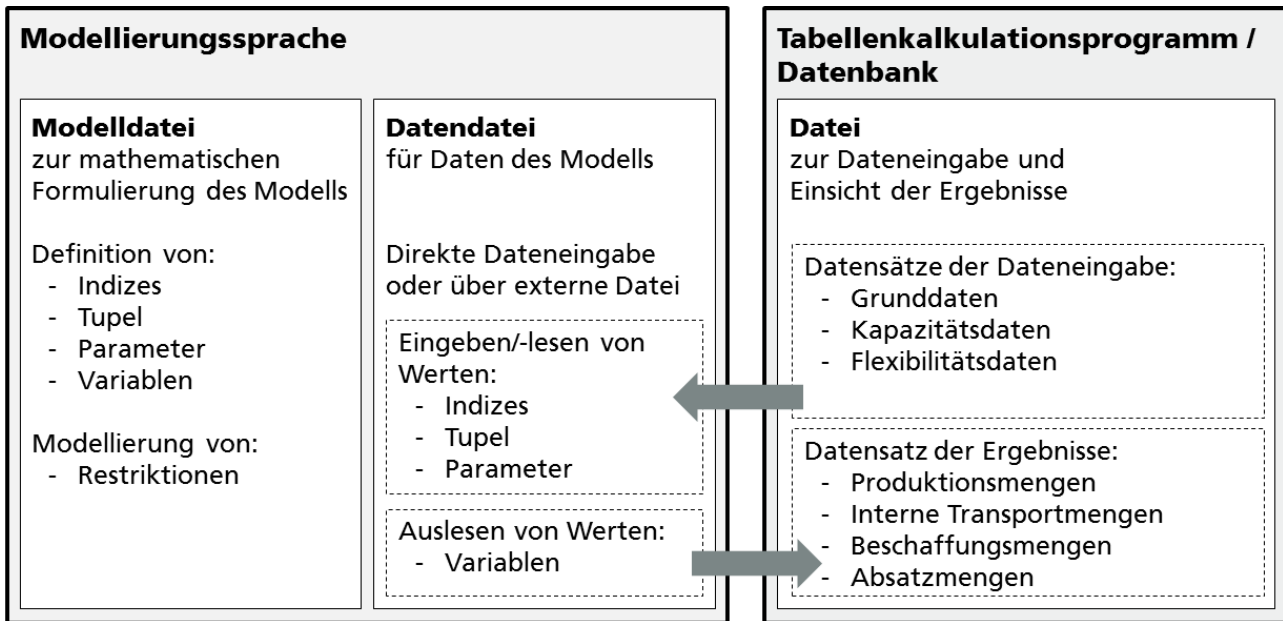 Modellierungssprache
Modelldatei
zur mathematischen
Formulierung des Modells
Definition von:
- Indizes
- Tupel
- Parameter
- Variablen
Modellierung von:
- Restriktionen
Datendatei
für Daten des Modells
Direkte Dateneingabe
oder über externe Datei
Eingeben/-lesen von
Werten:
- Indizes
- Tupel
- Parameter
Auslesen von Werten:
- Variablen
Tabellenkalkulationsprogramm /
Datenbank
Datei
zur Dateneingabe und
Einsicht der Ergebnisse
Datensätze der Dateneingabe:
- Grunddaten
- Kapazitätsdaten
- Flexibilitätsdaten
Datensatz der Ergebnisse:
- Produktionsmengen
- Interne Transportmengen
- Beschaffungsmengen
- Absatzmengen